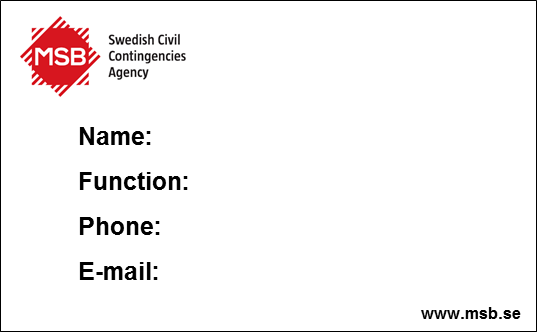 MSB
Swedish Civil
Contingencies
Agency
Name:
Function:
Phone:
E-mail:
www.msb.se